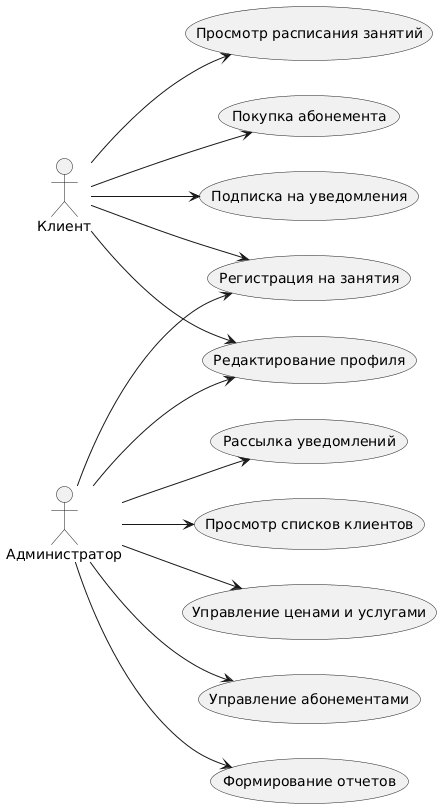 Просмотр расписания занятий
Покупка абонемента
Подписка на уведомления
Клиент
Регистрация на занятия
Редактирование профиля
Рассылка уведомлений
Просмотр списков клиентов
Администратор
Управление ценами и услугами
Управление абонементами
Формирование отчетов